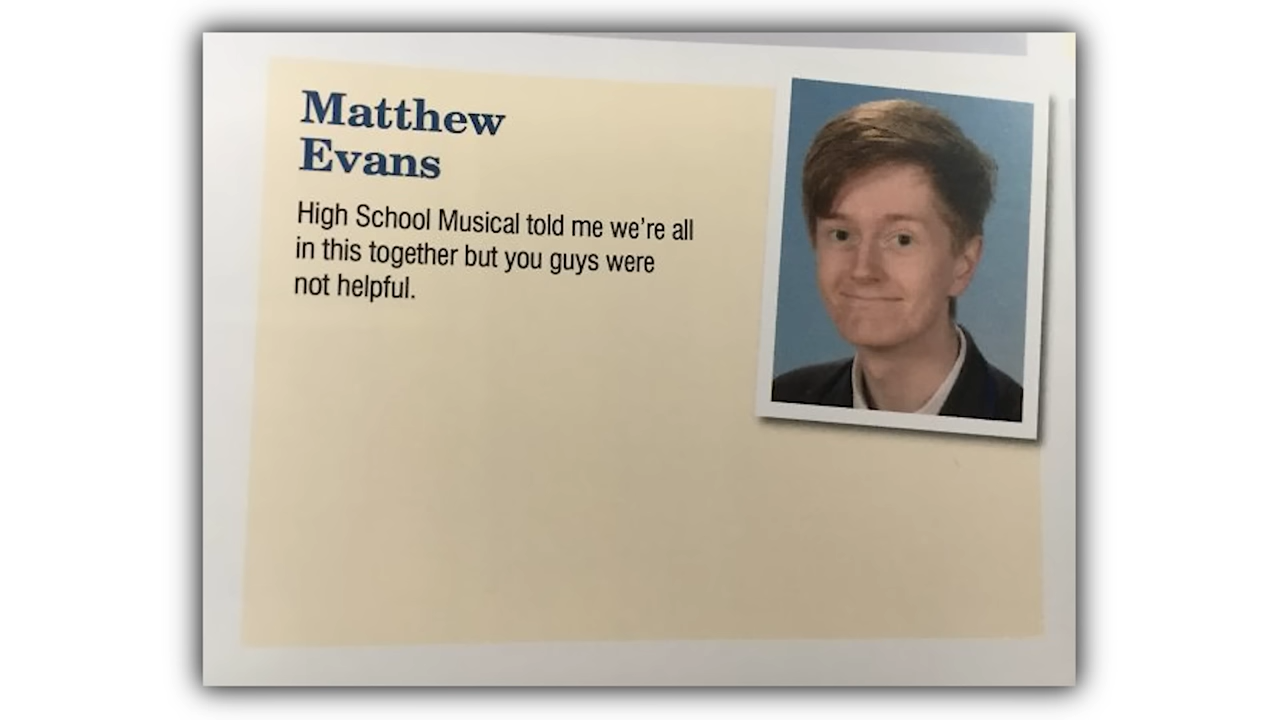 Matthew
Evans
High School Musical told me we're all
in this together but you guys were
not helpful.